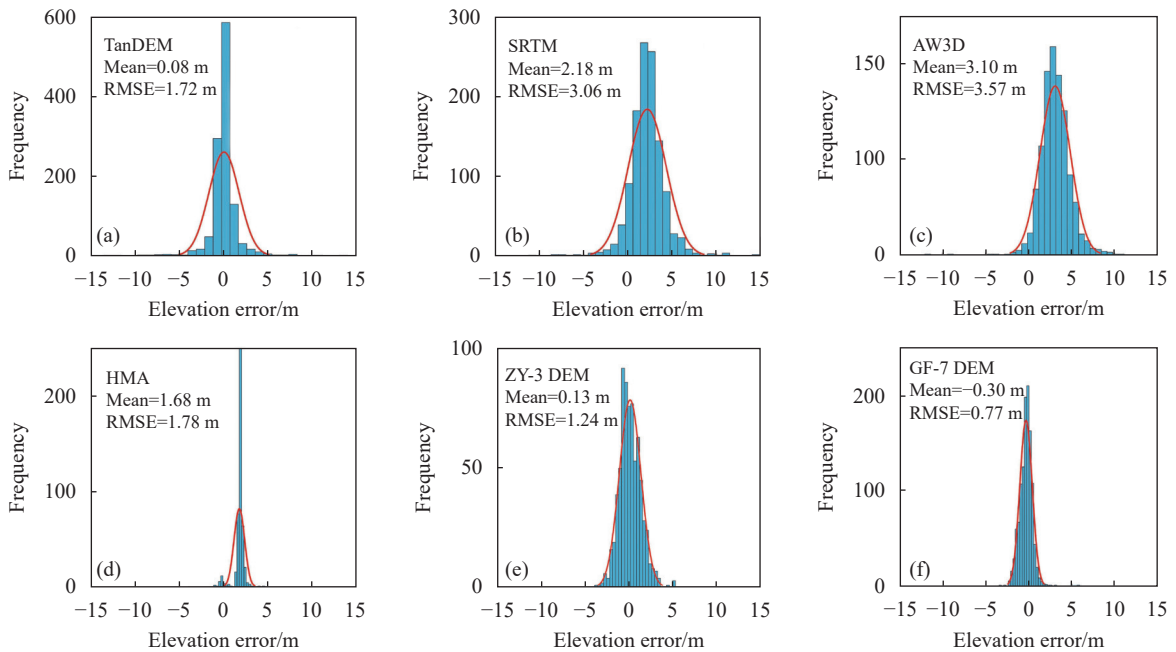 600
400
200
0
Frequency
TanDEM
Mean=0.08 m
RMSE=1.72 m
(a)
−15 −10 −5 0 5 10 15
Elevation error/m
300
200
100
0
Frequency
SRTM
Mean=2.18 m
RMSE=3.06 m
(b)
−15 −10 −5 0 5 10 15
Elevation error/m
150
100
50
0
Frequency
AW3D
Mean=3.10 m
RMSE=3.57 m
(c)
−15 −10 −5 0 5 10 15
Elevation error/m
200
100
0
Frequency
HMA
Mean=1.68 m
RMSE=1.78 m
(d)
−15 −10 −5 0 5 10 15
Elevation error/m
100
50
0
Frequency
ZY-3 DEM
Mean=0.13 m
RMSE=1.24 m
(e)
−15 −10 −5 0 5 10 15
Elevation error/m
200
100
0
Frequency
GF-7 DEM
Mean=−0.30 m
RMSE=0.77 m
(f)
−15 −10 −5 0 5 10 15
Elevation error/m